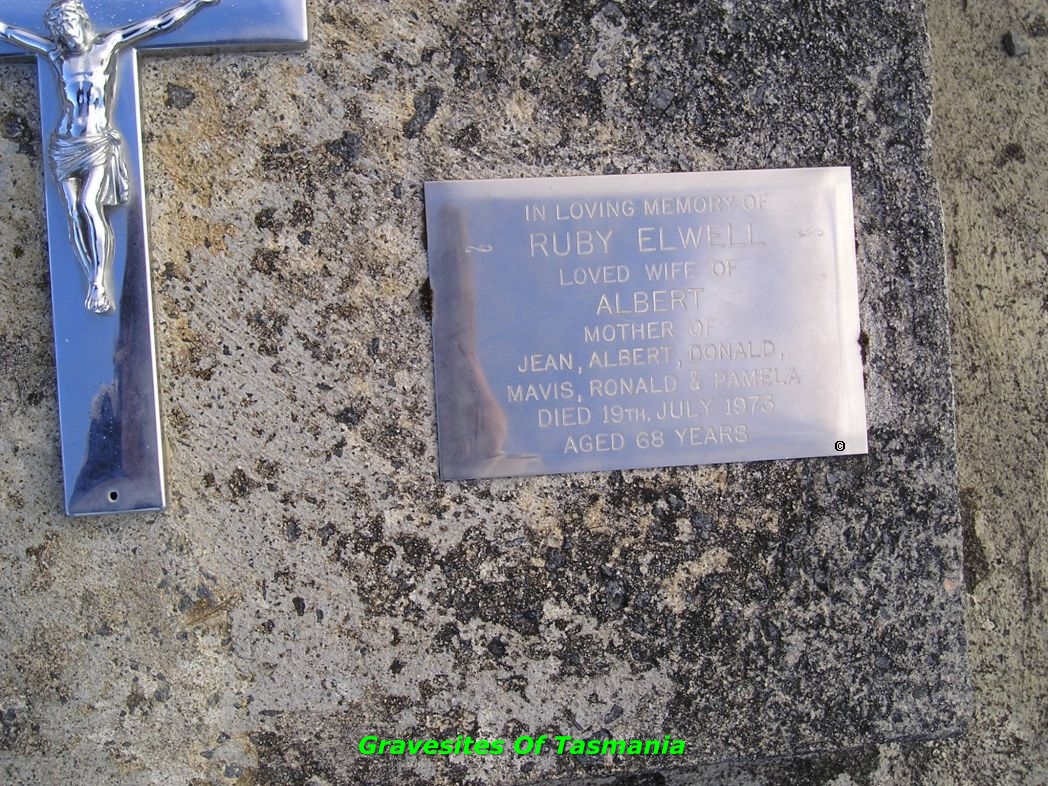 IN LOVING MEMORY OF
RUBY ELWELL
LOVED WIFE OF
ALBERT
MOTHER OF
JEAN, ALBERT, DONALD,
MAVIS, RONALD & PAMELA
DIED 19TH. JULY 1973
AGED 68 YEARS
©
Gravesites Of Tasmania